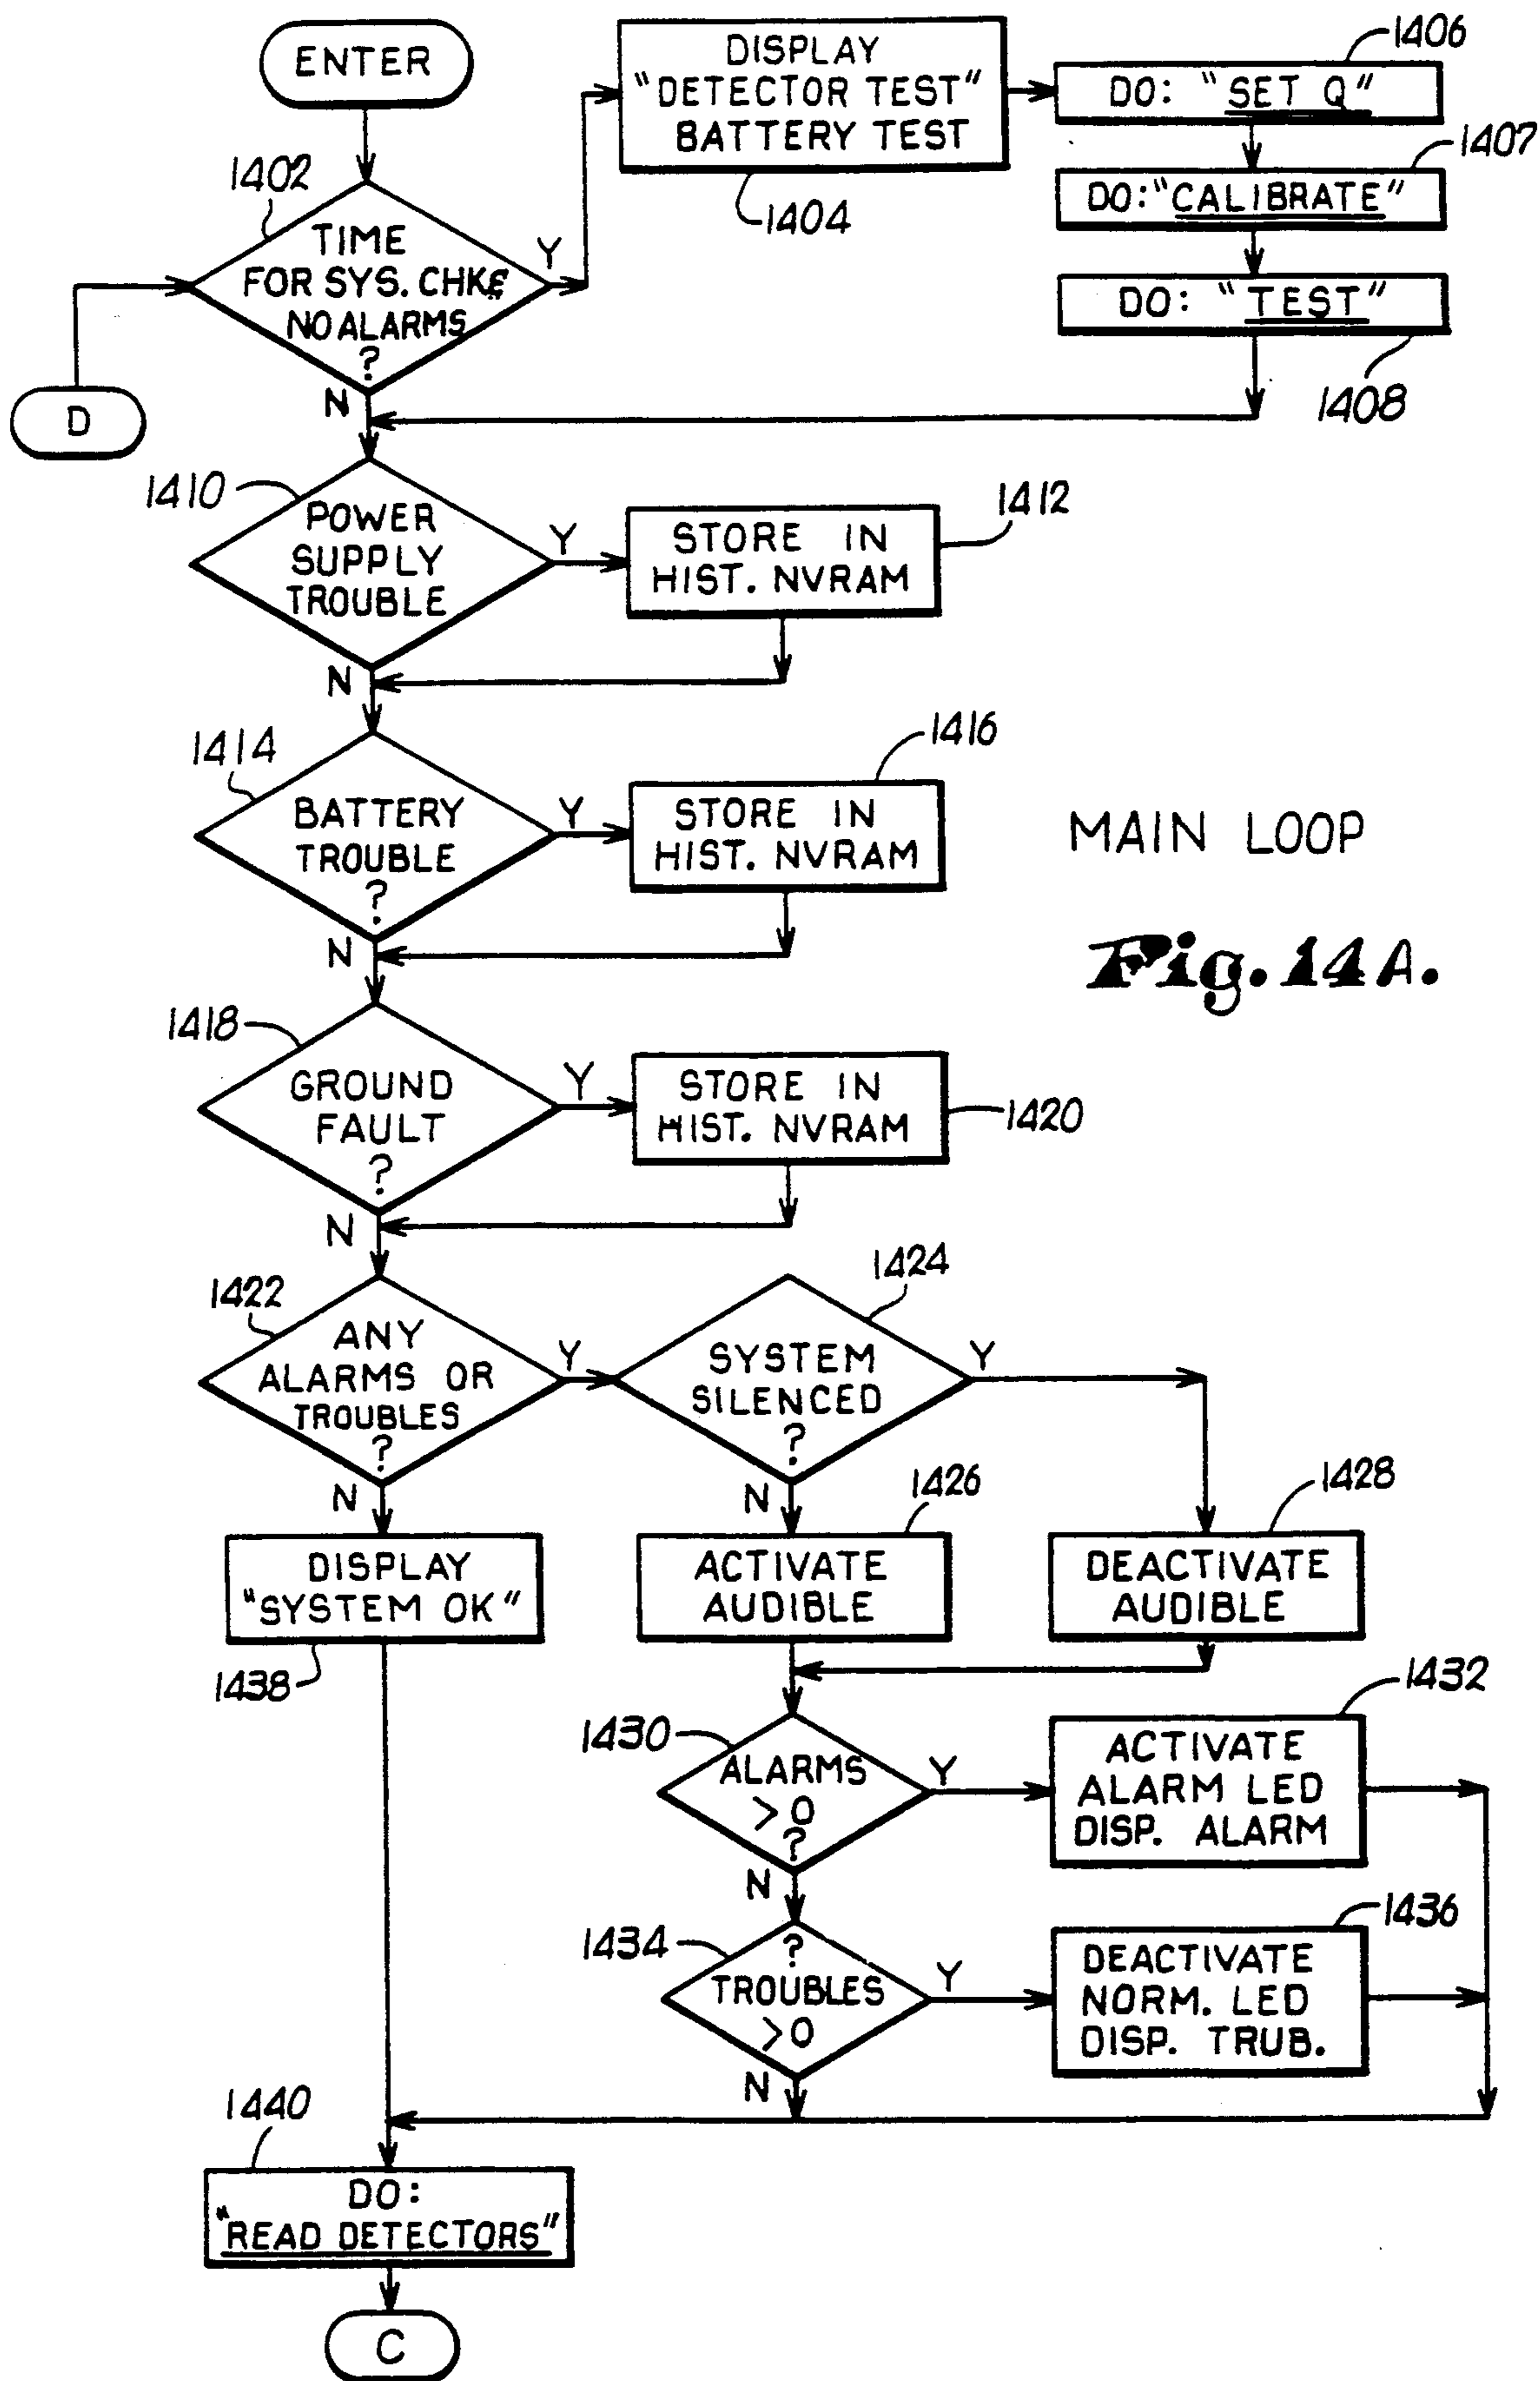 ENTER
1402
TIME
FOR SYS. CHK&
NO ALARMS
?
Y
N
D
DISPLAY
"DETECTOR TEST"
BATTERY TEST
1404
1406
DO: "SET Q"
1407
DO: "CALIBRATE"
DO: "TEST"
1408
1410
POWER
SUPPLY
TROUBLE
Y
N
STORE IN
HIST. NVRAM
1412
1414
BATTERY
TROUBLE
?
Y
N
1416
STORE IN
HIST. NVRAM
MAIN LOOP
Fig. 14A.
1418
GROUND
FAULT
?
Y
N
STORE IN
HIST. NVRAM
1420
1422
ANY
ALARMS OR
TROUBLES
?
Y
N
1424
SYSTEM
SILENCED
?
Y
N
DISPLAY
"SYSTEM OK"
1438
1426
ACTIVATE
AUDIBLE
1428
DEACTIVATE
AUDIBLE
1430
ALARMS
>0
?
Y
N
1432
ACTIVATE
ALARM LED
DISP. ALARM
1434
?
TROUBLES
>0
Y
N
1436
DEACTIVATE
NORM. LED
DISP. TRUB.
1440
DO:
"READ DETECTORS"
C